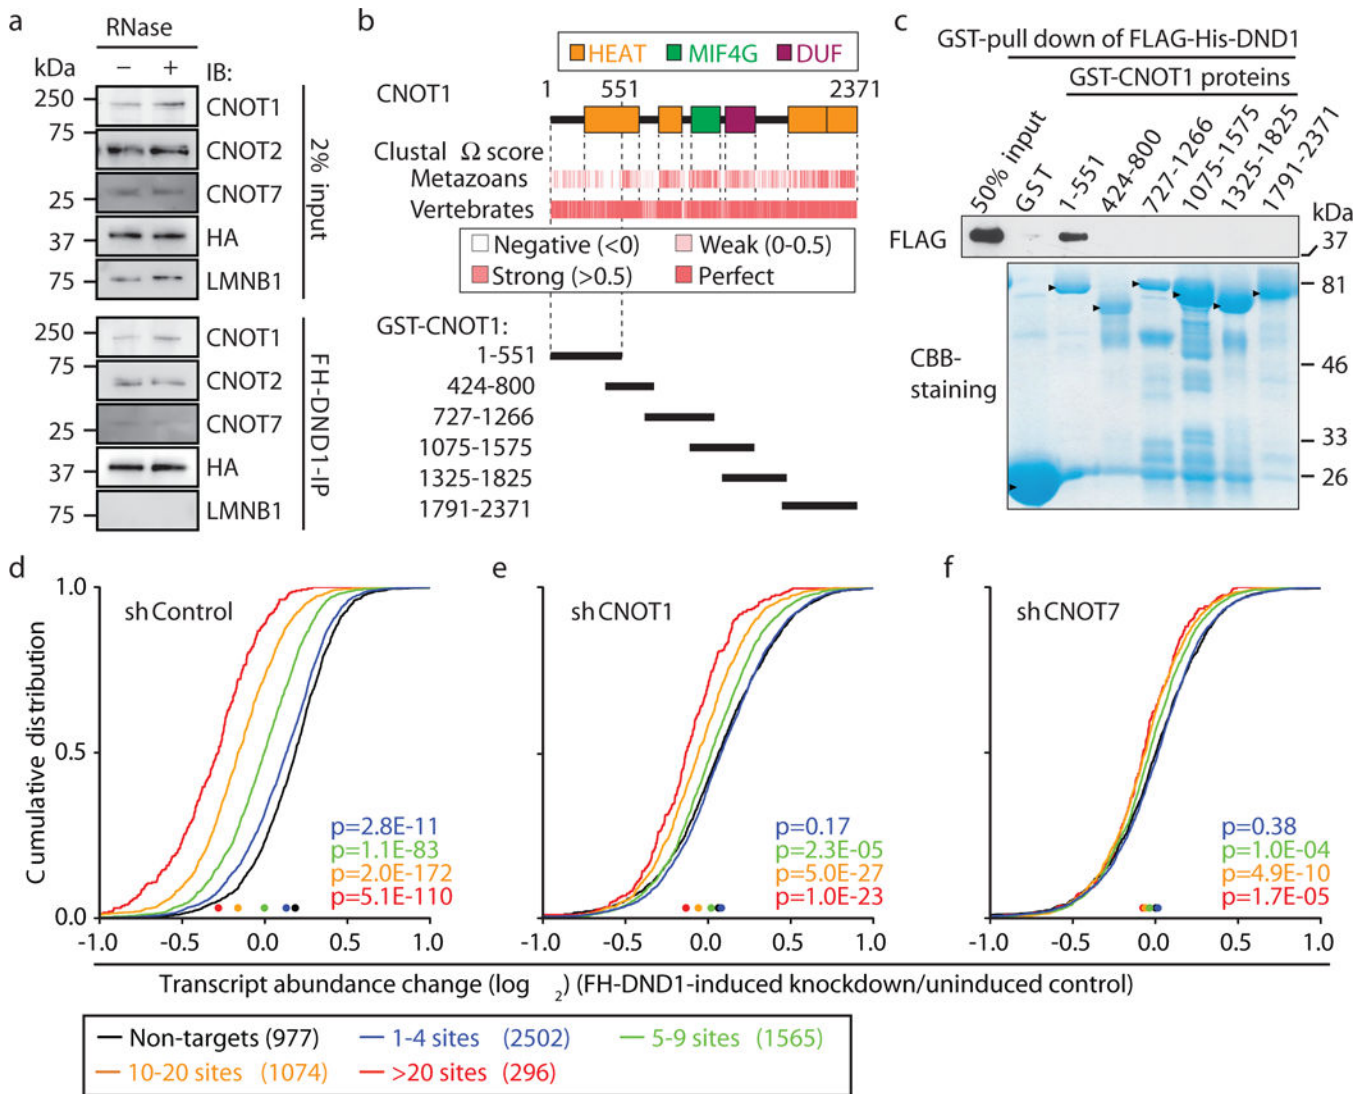 a
RNase
kDa
− +
IB:
250
CNOT1
75
CNOT2
25
CNOT7
37
HA
75
LMNB1
2% input
250
CNOT1
75
CNOT2
25
CNOT7
37
HA
75
LMNB1
FH-DND1-IP
b
HEAT MIF4G DUF
1 551 2371
CNOT1
Clustal Ω score
Metazoans
Vertebrates
Negative (<0) Weak (0-0.5)
Strong (>0.5) Perfect
GST-CNOT1:
1-551
424-800
727-1266
1075-1575
1325-1825
1791-2371
c
GST-pull down of FLAG-His-DND1
GST-CNOT1 proteins
50% input
GST
1-551
424-800
727-1266
1075-1575
1325-1825
1791-2371
kDa
FLAG
37
81
46
CBB-
staining
33
26
d
sh Control
1.0
0.5
0.0
Cumulative distribution
p=2.8E-11
p=1.1E-83
p=2.0E-172
p=5.1E-110
-1.0 -0.5 0.0 0.5 1.0
e
sh CNOT1
p=0.17
p=2.3E-05
p=5.0E-27
p=1.0E-23
-1.0 -0.5 0.0 0.5 1.0
f
sh CNOT7
p=0.38
p=1.0E-04
p=4.9E-10
p=1.7E-05
-1.0 -0.5 0.0 0.5 1.0
Transcript abundance change (log 2) (FH-DND1-induced knockdown/uninduced control)
Non-targets (977) 1-4 sites (2502) 5-9 sites (1565)
10-20 sites (1074) >20 sites (296)